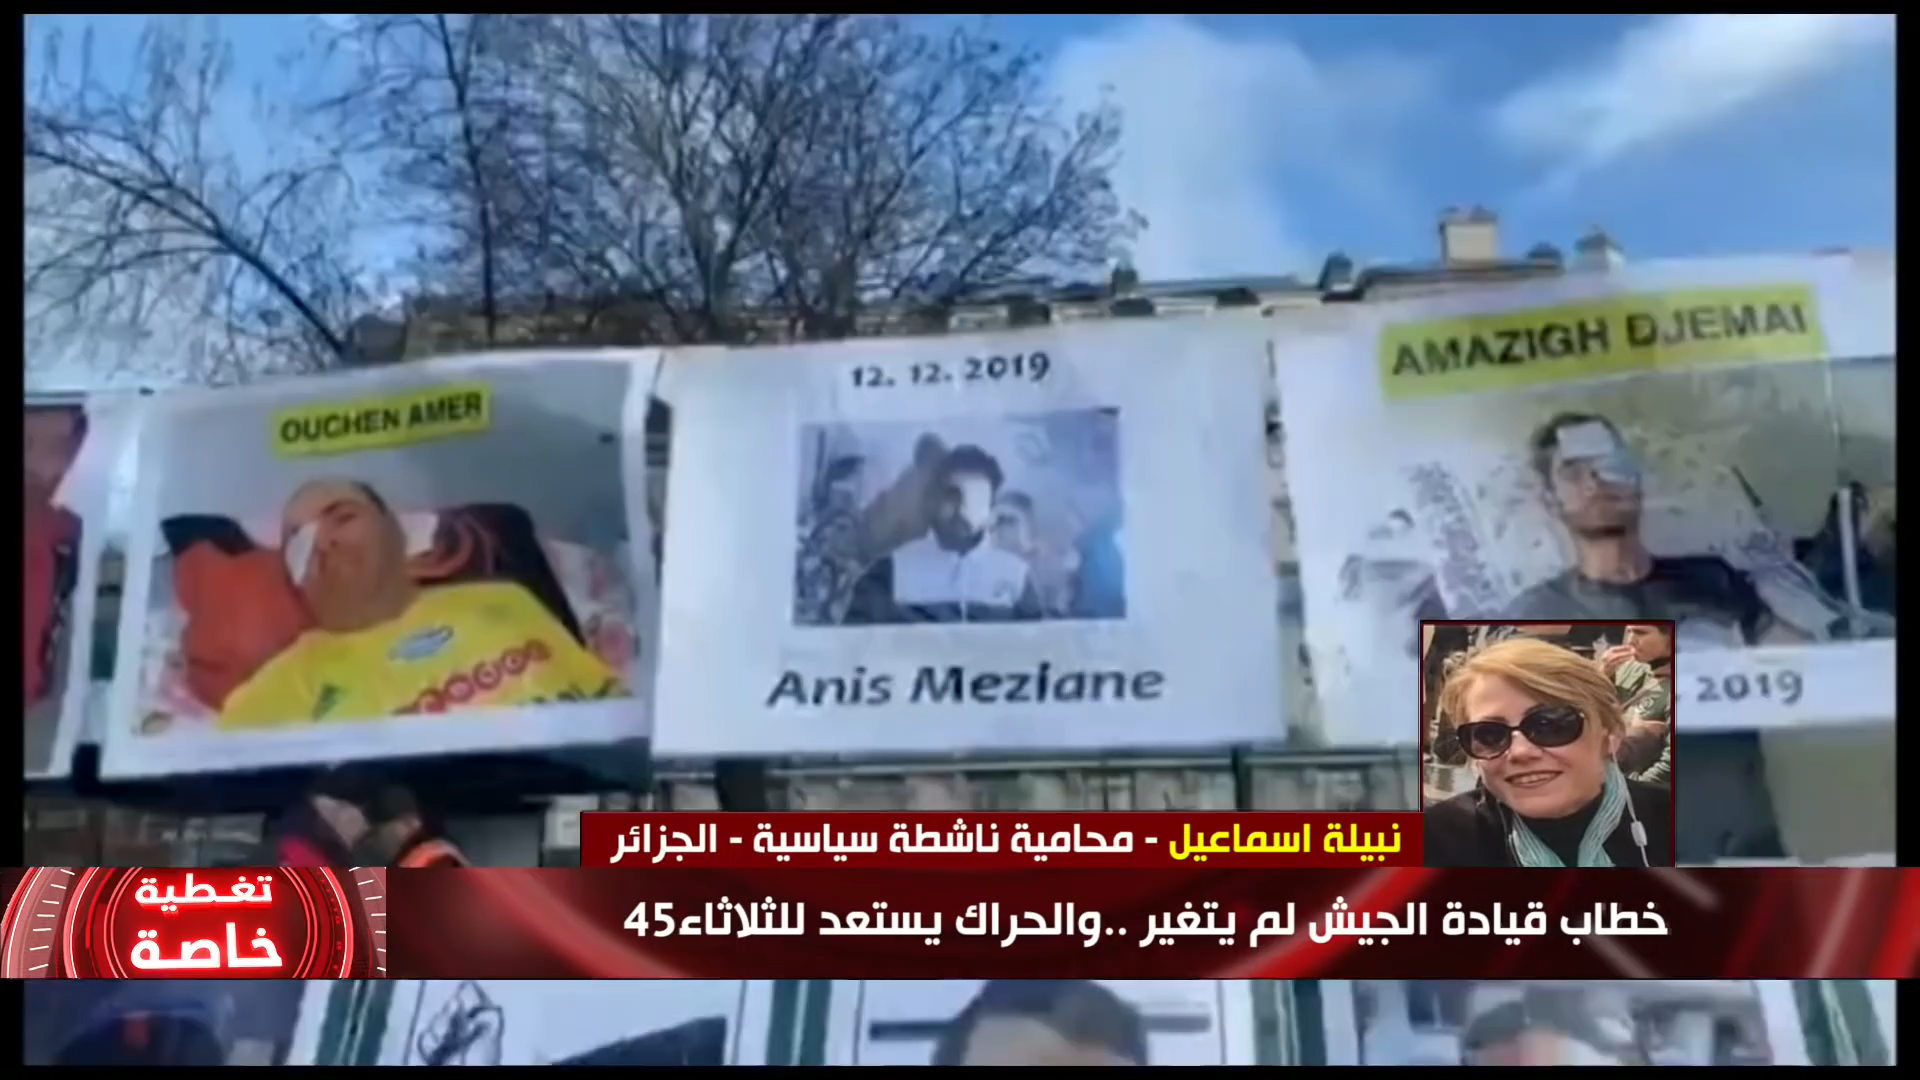 OUCHEN AMER
12. 12. 2019
Anis Meziane
AMAZIGH DJEMAI
2019
نبيلة اسماعيل - محامية ناشطة سياسية - الجزائر
تغطية
خاصة
خطاب قيادة الجيش لم يتغير ..والحراك يستعد للثلاثاء45